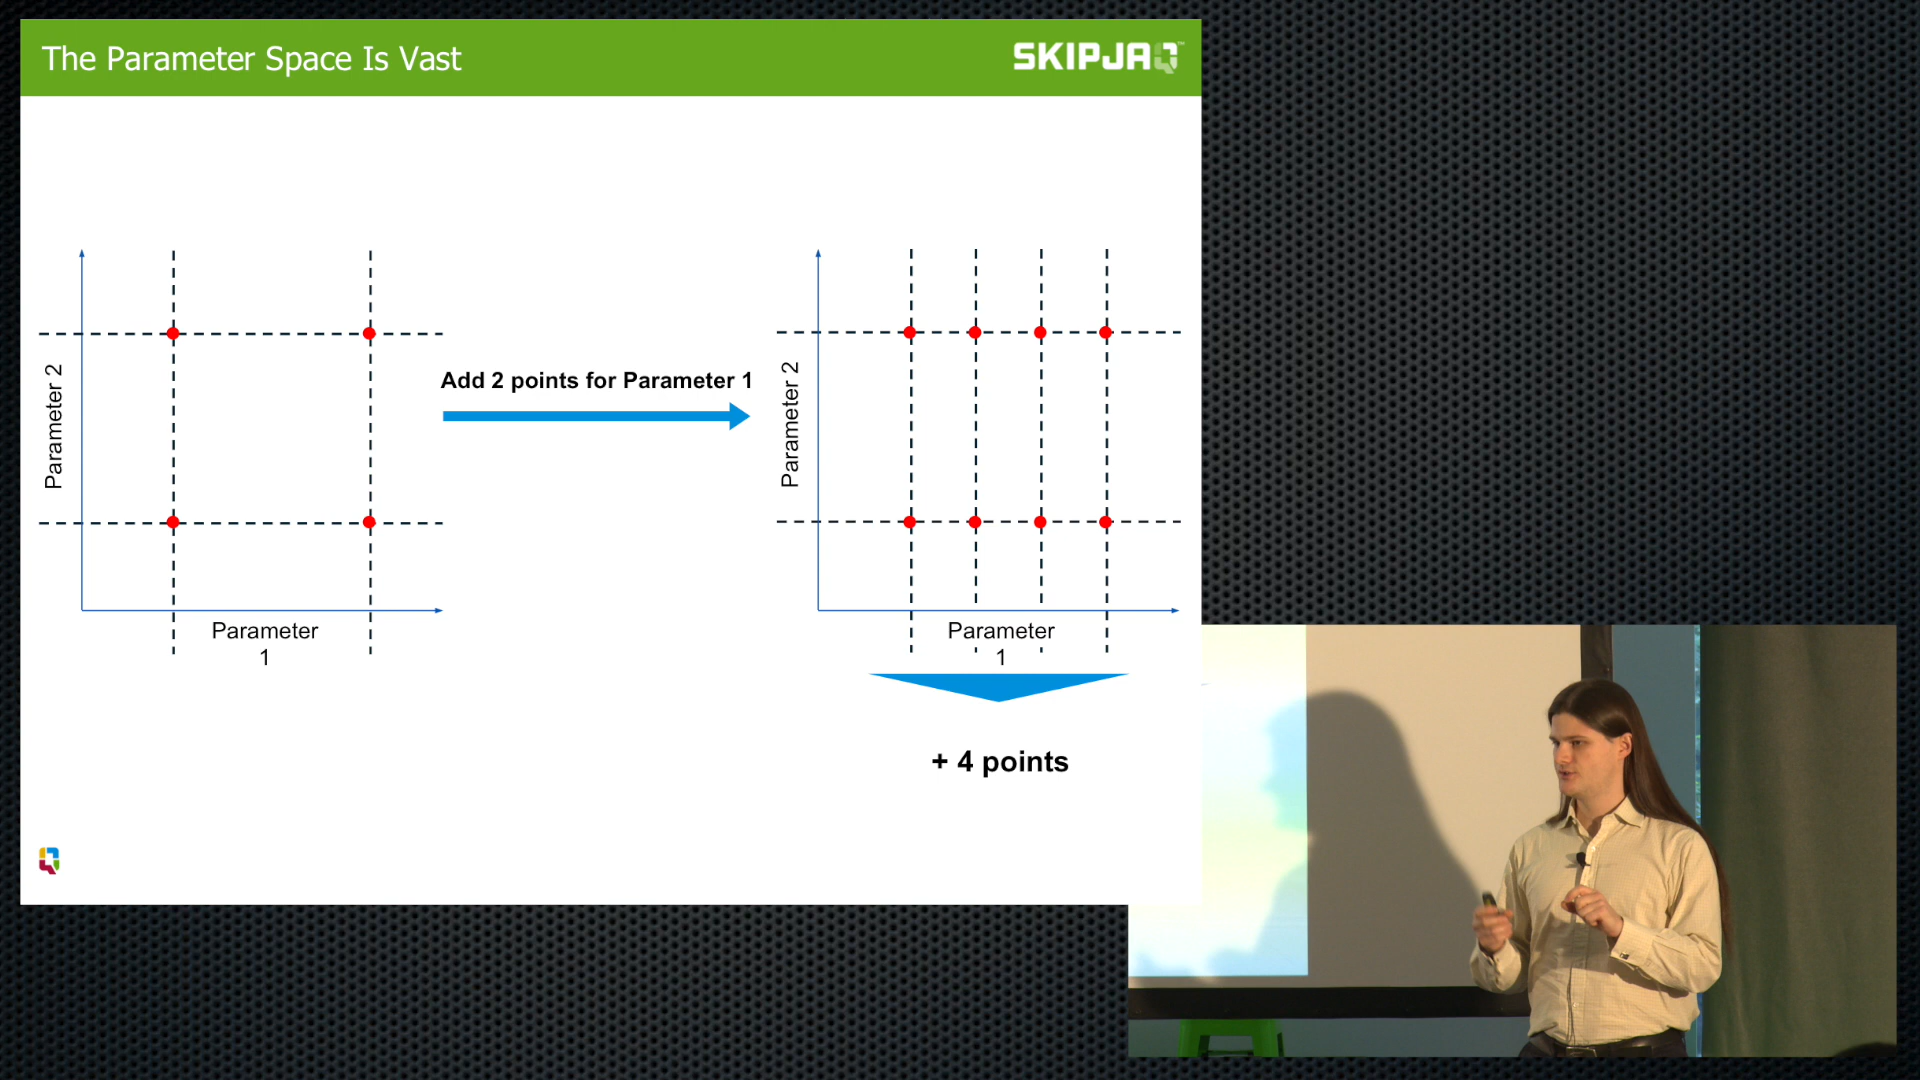 The Parameter Space Is Vast
SKIPJAQ™
Parameter 2
Parameter
1
Add 2 points for Parameter 1
Parameter 2
Parameter
1
+ 4 points